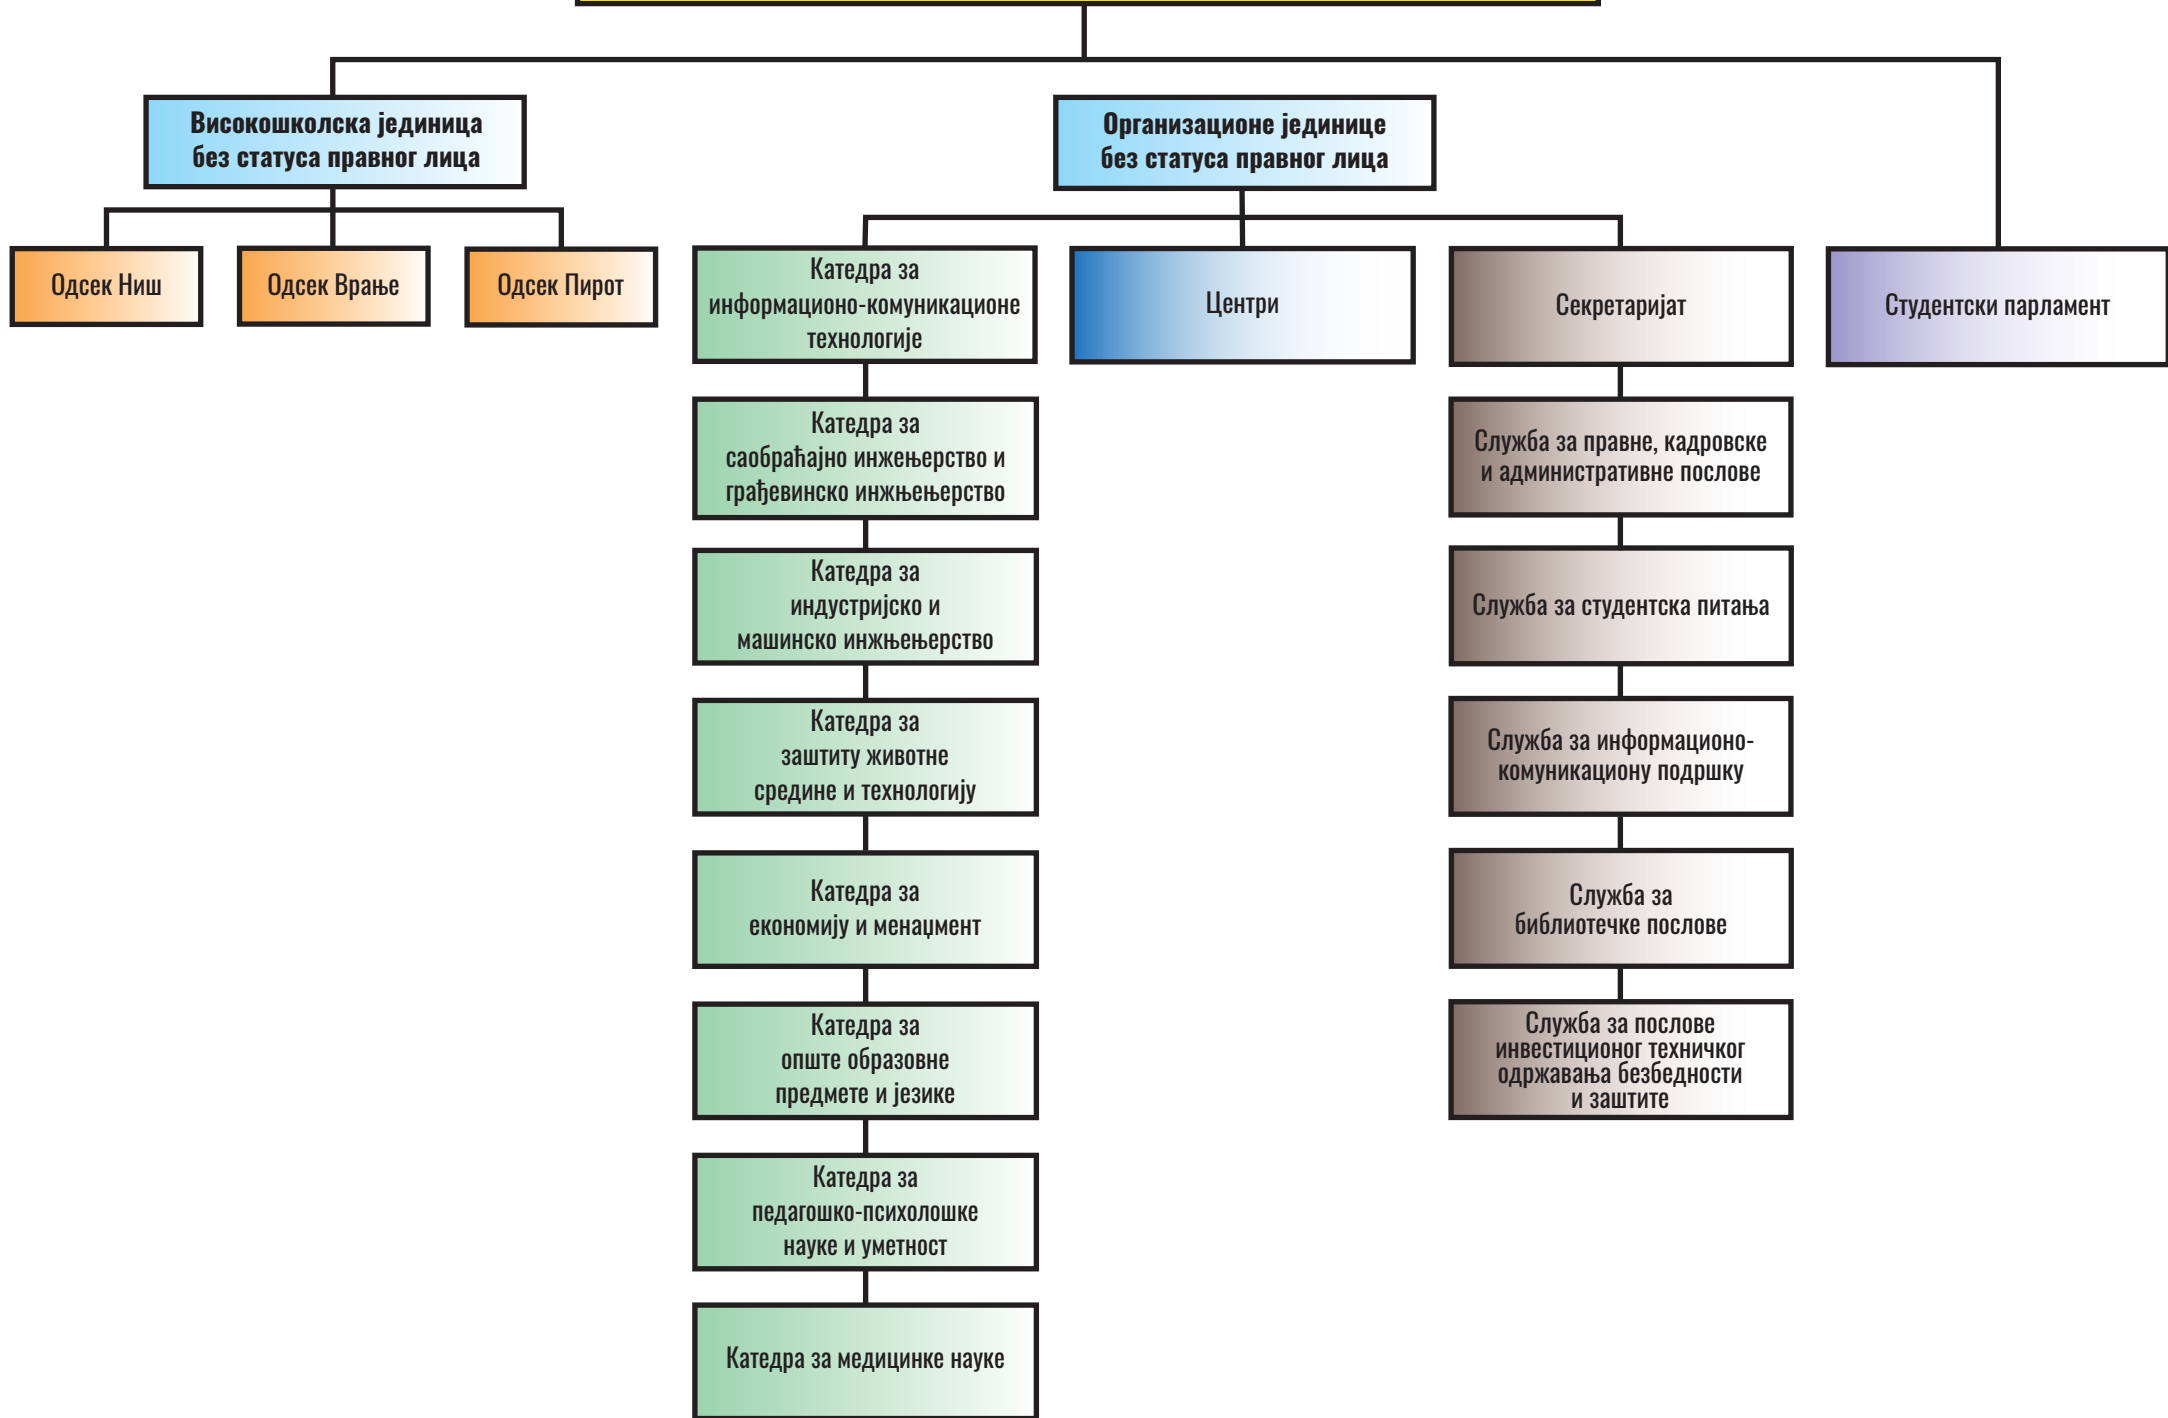 Високошколска јединица
без статуса правног лица
Организационе јединице
без статуса правног лица
Одсек Ниш
Одсек Врање
Одсек Пирот
Катедра за
информационо-комуникационе
технологије
Центри
Секретаријат
Студентски парламент
Катедра за
саобраћајно инжењерство и
грађевинско инжњењерство
Служба за правне, кадровске
и административне послове
Катедра за
индустријско и
машинско инжњењерство
Служба за студентска питања
Катедра за
заштиту животне
средине и технологију
Служба за информационо-
комуникациону подршку
Катедра за
економију и менаџмент
Служба за
библиотечке послове
Катедра за
опште образовне
предмете и језике
Служба за послове
инвестиционог техничког
одржавања безбедности
и заштите
Катедра за
педагошко-психолошке
науке и уметност
Катедра за медицинке науке